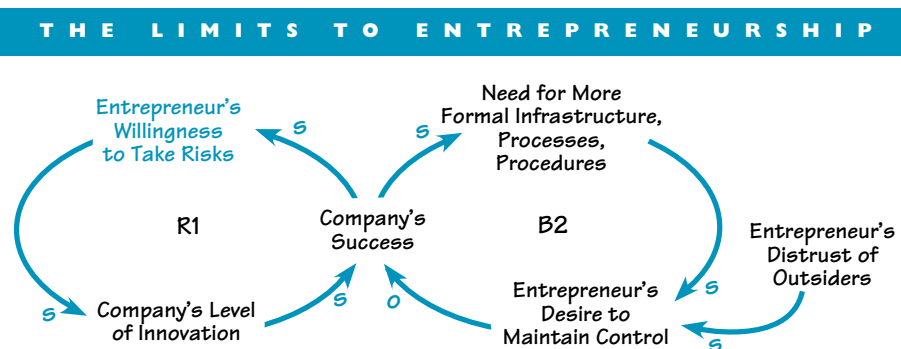 THE LIMITS TO ENTREPRENEURSHIP
Entrepreneur's
Willingness
to Take Risks
S
S
Need for More
Formal Infrastructure,
Processes,
Procedures
R1
Company's
Success
B2
Entrepreneur's
Distrust of
Outsiders
S
Company's Level
of Innovation
S
O
Entrepreneur's
Desire to
Maintain Control
S
S